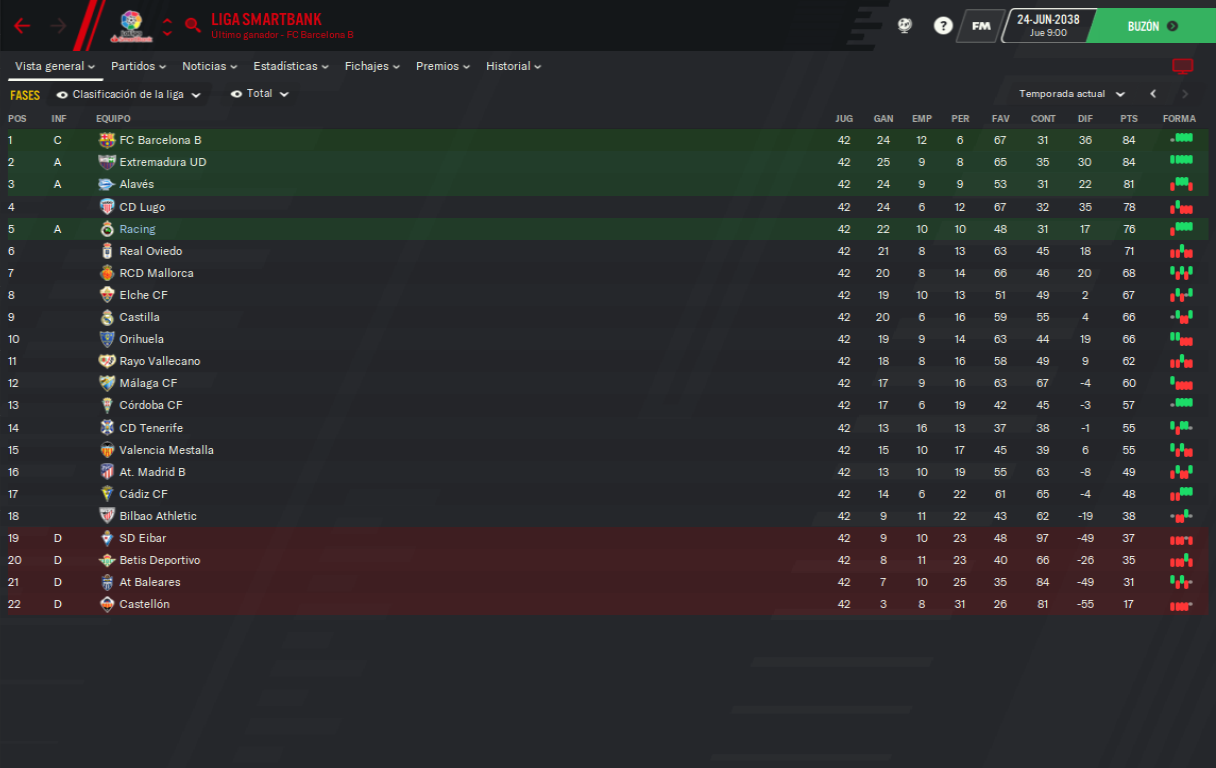 LIGA SMARTBANK
Último ganador - FC Barcelona B
?
FM
24-JUN-2038
Jue 9:00
BUZÓN
Vista general Partidos Noticias Estadísticas Fichajes Premios Historial
FASES Clasificación de la liga Total Temporada actual
POS INF EQUIPO JUG GAN EMP PER FAV CONT DIF PTS FORMA
1 C FC Barcelona B 42 24 12 6 67 31 36 84
2 A Extremadura UD 42 25 9 8 65 35 30 84
3 A Alavés 42 24 9 9 53 31 22 81
4 CD Lugo 42 24 6 12 67 32 35 78
5 A Racing 42 22 10 10 48 31 17 76
6 Real Oviedo 42 21 8 13 63 45 18 71
7 RCD Mallorca 42 20 8 14 66 46 20 68
8 Elche CF 42 19 10 13 51 49 2 67
9 Castilla 42 20 6 16 59 55 4 66
10 Orihuela 42 19 9 14 63 44 19 66
11 Rayo Vallecano 42 18 8 16 58 49 9 62
12 Málaga CF 42 17 9 16 63 67 -4 60
13 Córdoba CF 42 17 6 19 42 45 -3 57
14 CD Tenerife 42 13 16 13 37 38 -1 55
15 Valencia Mestalla 42 15 10 17 45 39 6 55
16 At. Madrid B 42 13 10 19 55 63 -8 49
17 Cádiz CF 42 14 6 22 61 65 -4 48
18 Bilbao Athletic 42 9 11 22 43 62 -19 38
19 D SD Eibar 42 9 10 23 48 97 -49 37
20 D Betis Deportivo 42 8 11 23 40 66 -26 35
21 D At Baleares 42 7 10 25 35 84 -49 31
22 D Castellón 42 3 8 31 26 81 -55 17